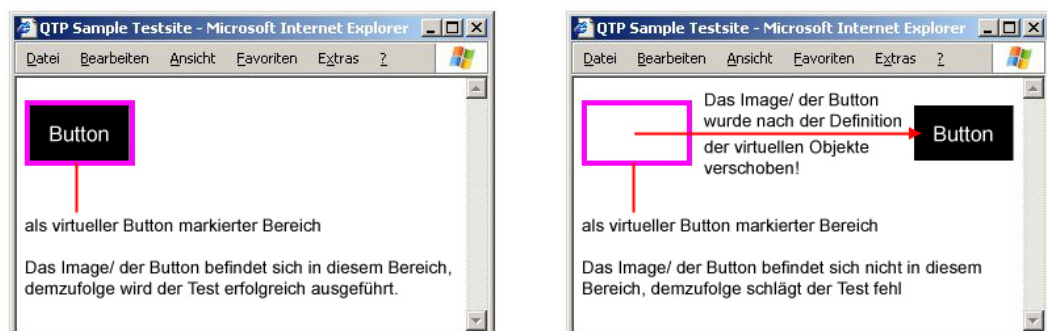 QTP Sample Testsite - Microsoft Internet Explorer
Datei Bearbeiten Ansicht Favoriten Extras ?
Button
als virtueller Button markierter Bereich
Das Image/ der Button befindet sich in diesem Bereich,
demzufolge wird der Test erfolgreich ausgeführt.
QTP Sample Testsite - Microsoft Internet Explorer
Datei Bearbeiten Ansicht Favoriten Extras ?
Das Image/ der Button
wurde nach der Definition
der virtuellen Objekte
verschoben!
Button
als virtueller Button markierter Bereich
Das Image/ der Button befindet sich nicht in diesem
Bereich, demzufolge schlägt der Test fehl